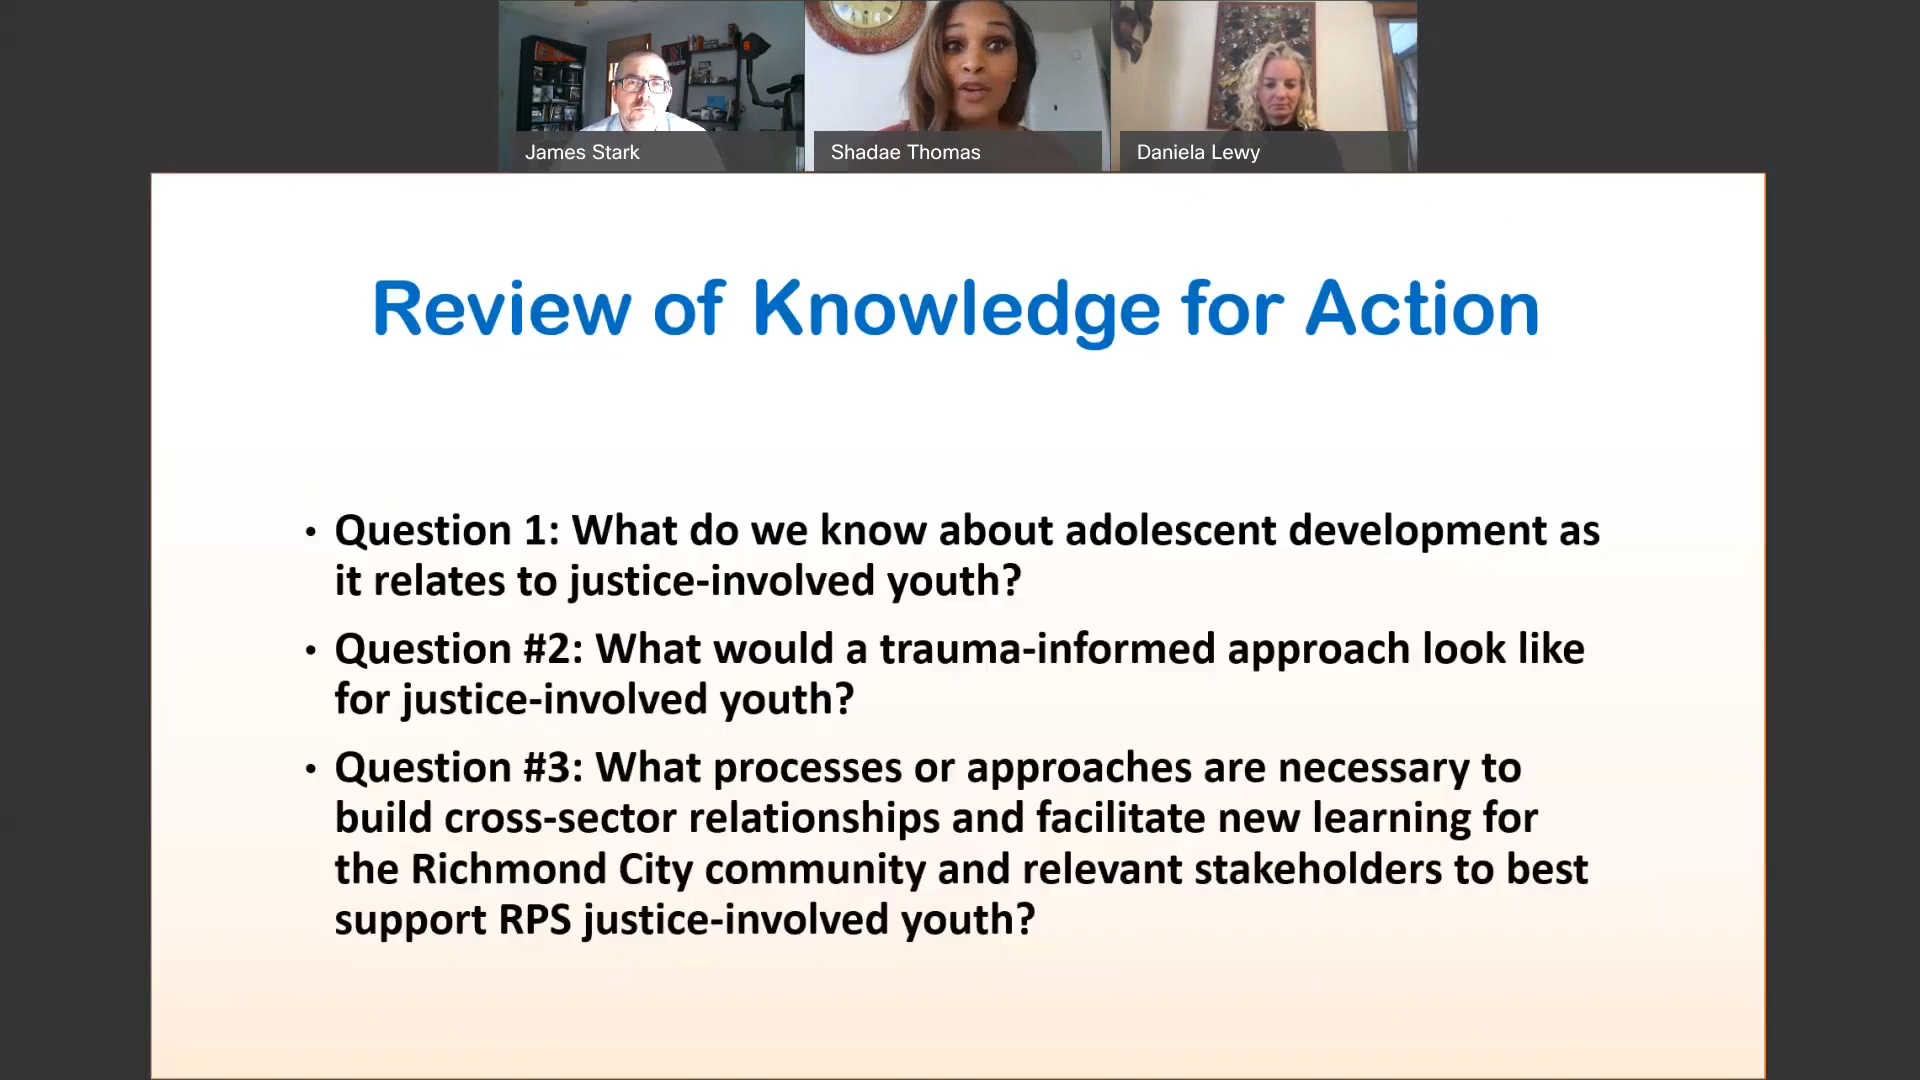 James Stark
Shadae Thomas
Daniela Lewy
Review of Knowledge for Action
• Question 1: What do we know about adolescent development as
it relates to justice-involved youth?
• Question #2: What would a trauma-informed approach look like
for justice-involved youth?
• Question #3: What processes or approaches are necessary to
build cross-sector relationships and facilitate new learning for
the Richmond City community and relevant stakeholders to best
support RPS justice-involved youth?